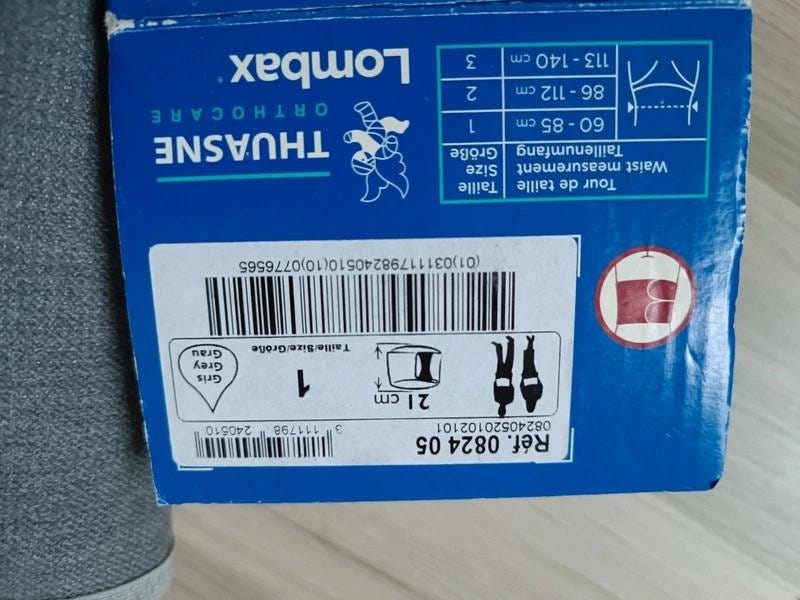 Réf. 0824 05
082405201 02101
3 111798 240510
21 cm
1
Taille/Size/Größe
Gris
Grey
Grau
(01)03111798240510(10)0776565
Tour de taille
Waist measurement
Taillenumfang
Taille
Size
Größe
60 - 85 cm
1
86 - 112 cm
2
113 - 140 cm
3
THUASNE
ORTHOCARE
Lombax